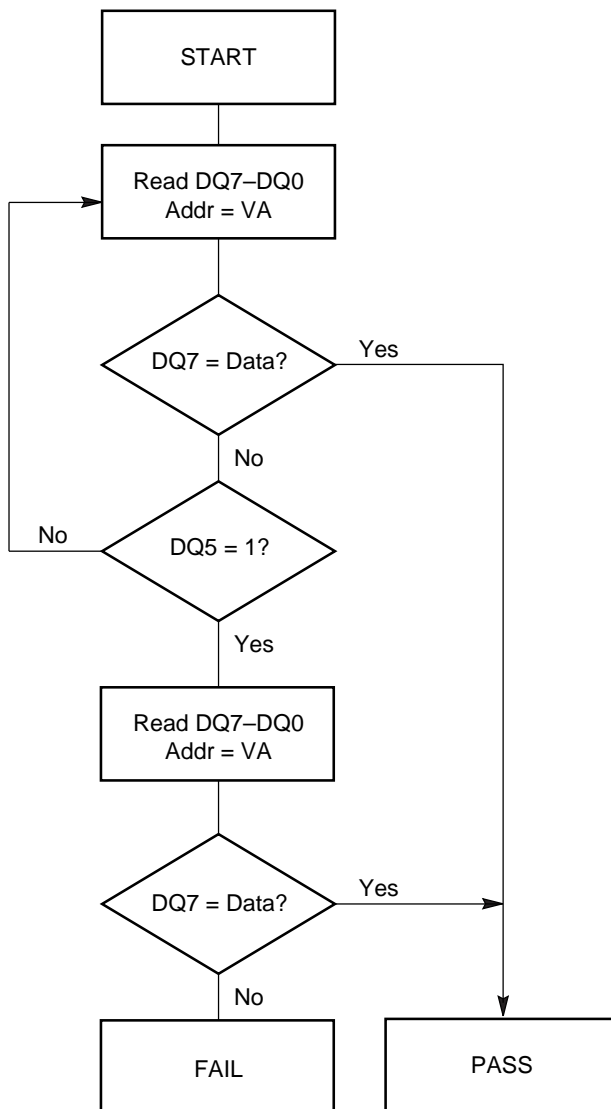 START
Read DQ7–DQ0
Addr = VA
DQ7 = Data?
Yes
No
No
DQ5 = 1?
Yes
Read DQ7–DQ0
Addr = VA
DQ7 = Data?
Yes
No
FAIL
PASS